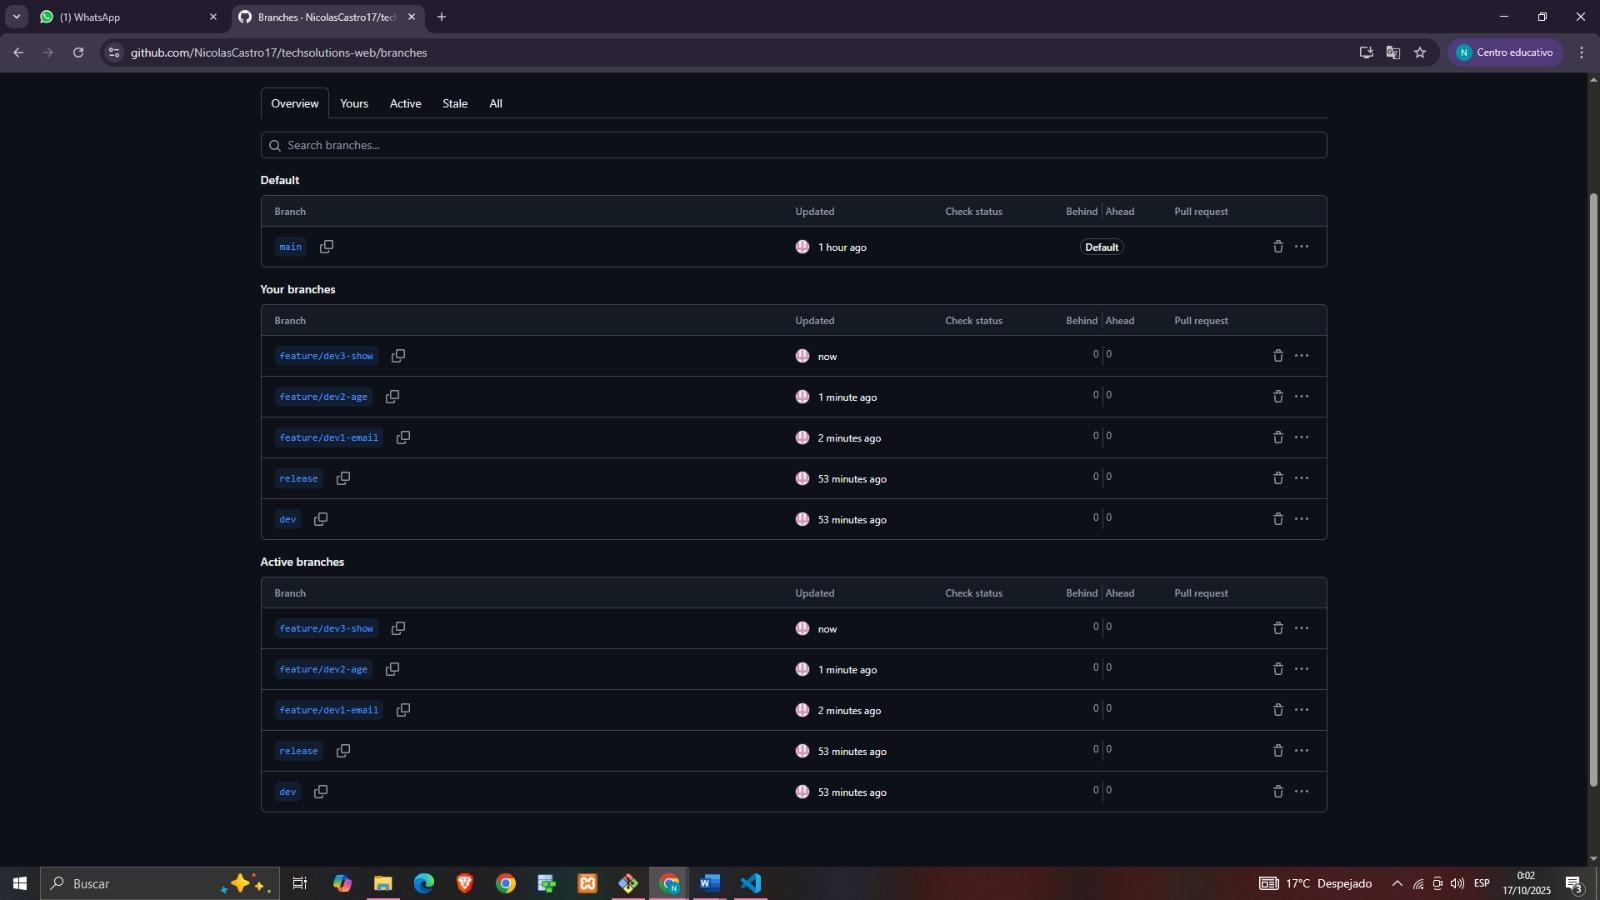 (1) WhatsApp
Branches · NicolasCastro17/tec
github.com/NicolasCastro17/techsolutions-web/branches
Centro educativo
N
Overview Yours Active Stale All
Search branches...
Default
Branch Updated Check status Behind Ahead Pull request
main 1 hour ago Default
Your branches
Branch Updated Check status Behind Ahead Pull request
feature/dev3-show now 0 0
feature/dev2-age 1 minute ago 0 0
feature/dev1-email 2 minutes ago 0 0
release 53 minutes ago 0 0
dev 53 minutes ago 0 0
Active branches
Branch Updated Check status Behind Ahead Pull request
feature/dev3-show now 0 0
feature/dev2-age 1 minute ago 0 0
feature/dev1-email 2 minutes ago 0 0
release 53 minutes ago 0 0
dev 53 minutes ago 0 0
Buscar
17°C Despejado
ESP
0:02
17/10/2025
3